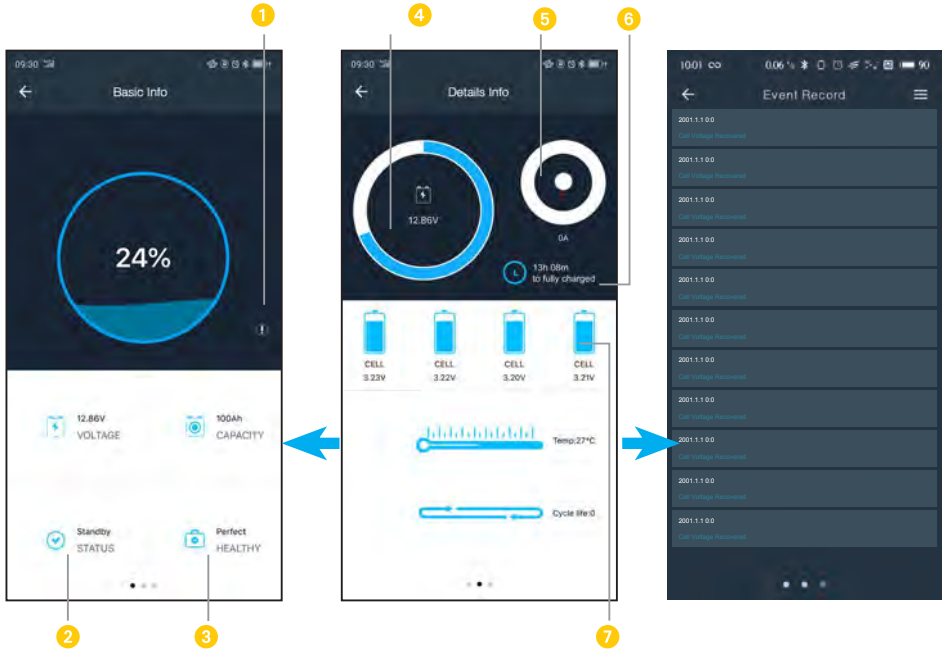 1
4
5
6
09:30
Basic Info
24%
12.86V
VOLTAGE
100Ah
CAPACITY
Standby
STATUS
Perfect
HEALTHY
2
3
09:30
Details Info
12.86V
0A
13h 08m
to fully charged
CELL
3.23V
CELL
3.22V
CELL
3.20V
CELL
3.21V
Temp:27°C
Cycle life:0
7
10:01
0.06
90
Event Record
2001.1.1 0:0
Cell Voltage Recovered
2001.1.1 0:0
Cell Voltage Recovered
2001.1.1 0:0
Cell Voltage Recovered
2001.1.1 0:0
Cell Voltage Recovered
2001.1.1 0:0
Cell Voltage Recovered
2001.1.1 0:0
Cell Voltage Recovered
2001.1.1 0:0
Cell Voltage Recovered
2001.1.1 0:0
Cell Voltage Recovered
2001.1.1 0:0
Cell Voltage Recovered
2001.1.1 0:0
Cell Voltage Recovered
2001.1.1 0:0
Cell Voltage Recovered